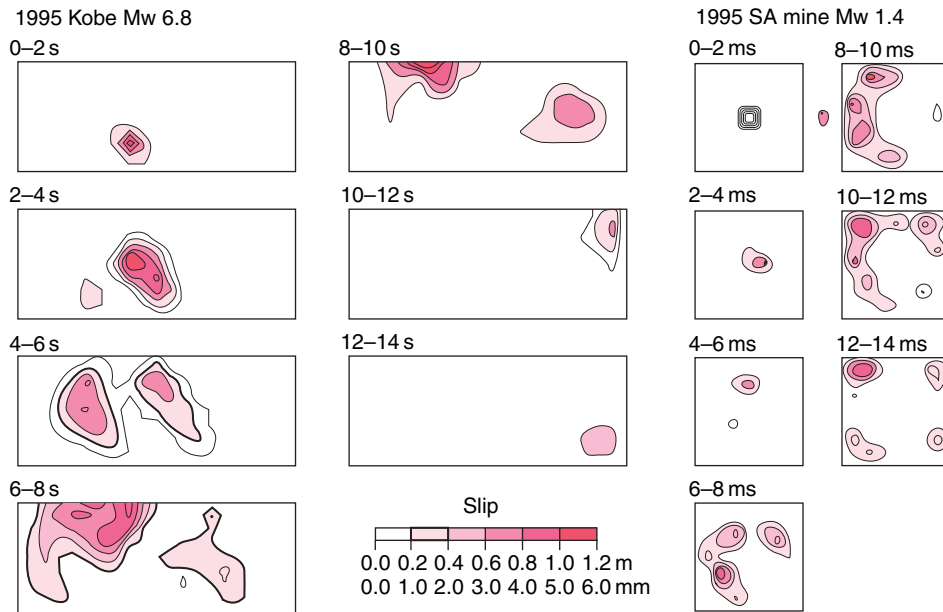 1995 Kobe Mw 6.8
0–2 s
2–4 s
4–6 s
6–8 s
8–10 s
10–12 s
12–14 s
Slip
0.0 0.2 0.4 0.6 0.8 1.0 1.2 m
0.0 1.0 2.0 3.0 4.0 5.0 6.0 mm
1995 SA mine Mw 1.4
0–2 ms
2–4 ms
4–6 ms
6–8 ms
8–10 ms
10–12 ms
12–14 ms